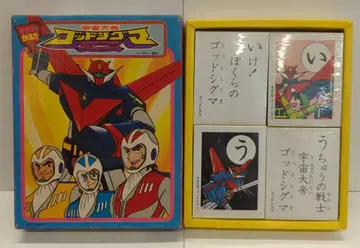 宇宙大帝
ゴッドシグマ
いけ!
ぼくらの
ゴッドシグマ
い
う
うちゅうの戦士
宇宙大帝
ゴッドシグマ